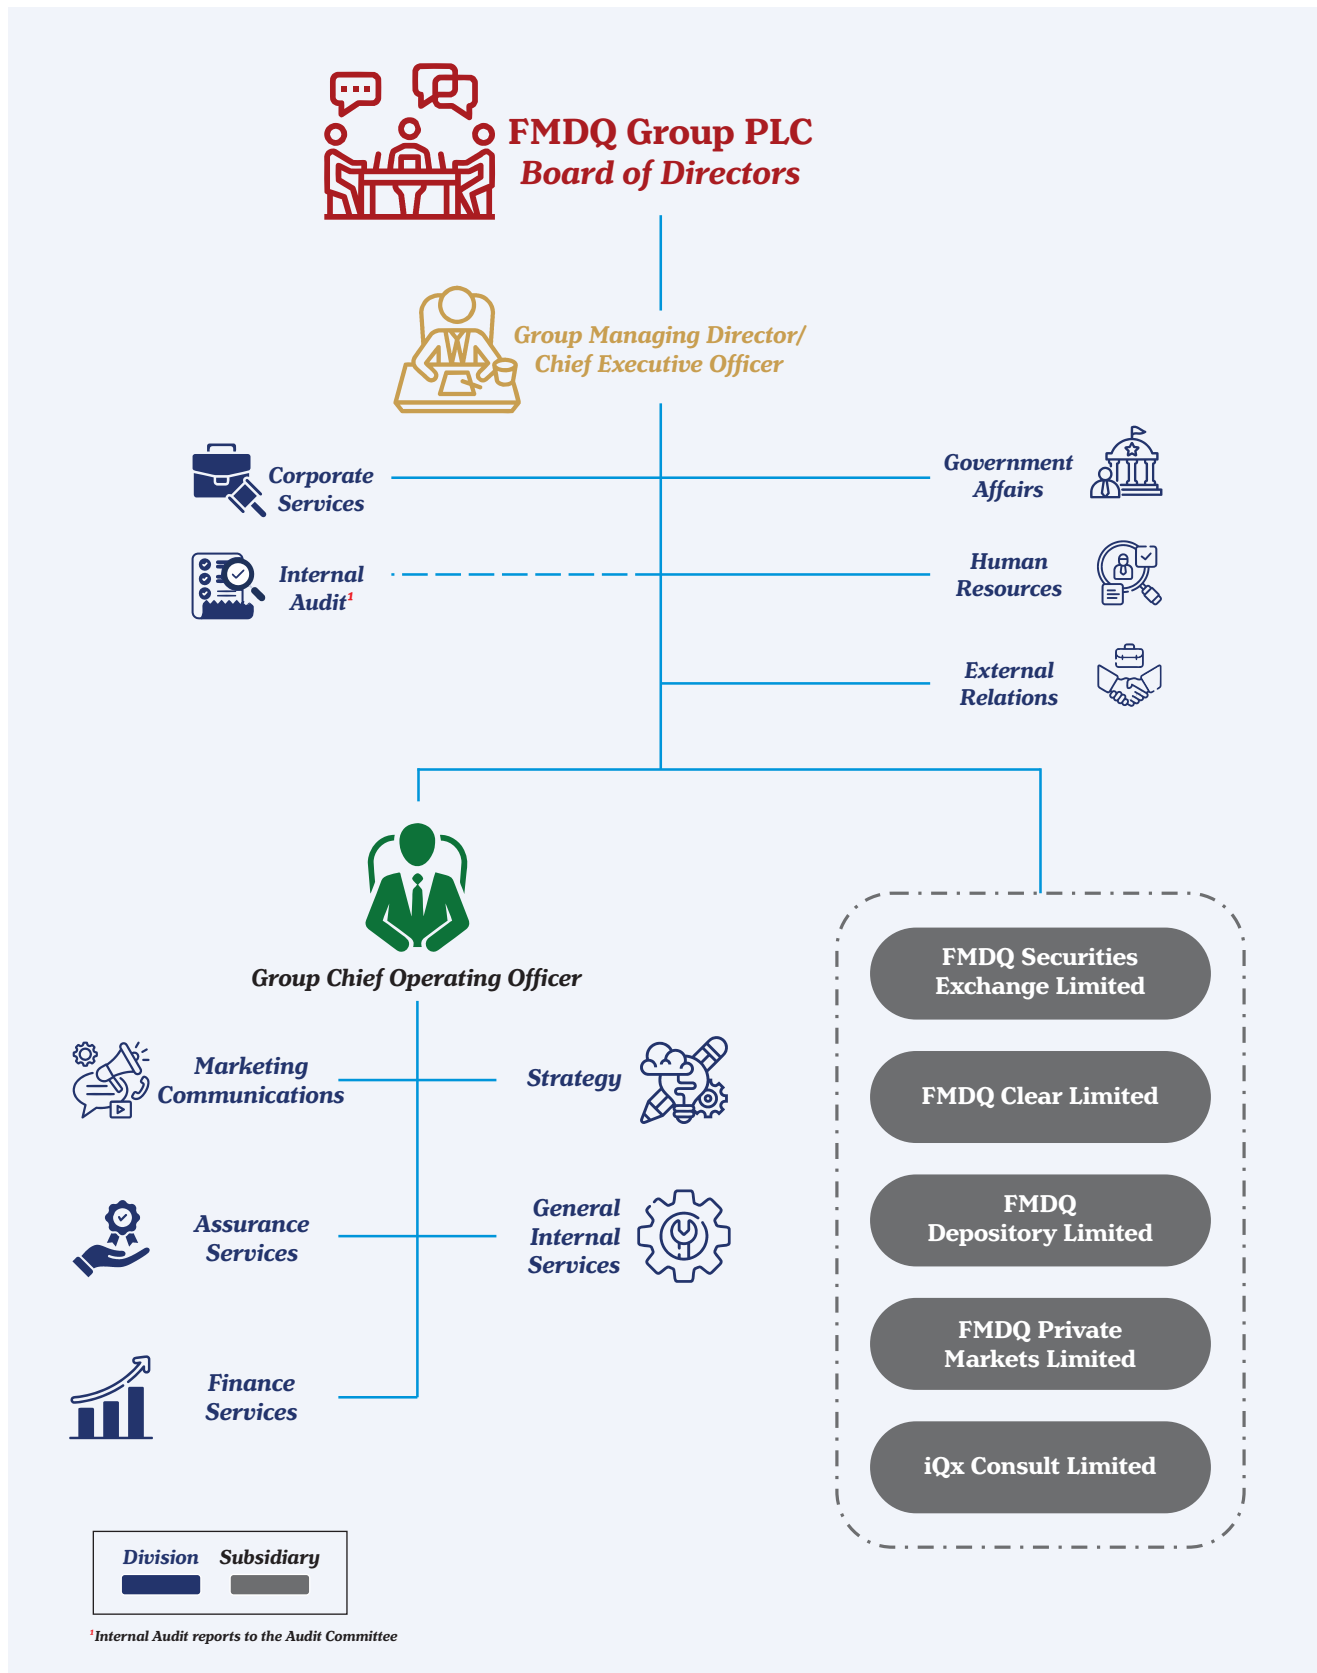 FMDQ Group PLC
Board of Directors
Group Managing Director/
Chief Executive Officer
Corporate
Services
Government
Affairs
Internal
Audit¹
Human
Resources
External
Relations
Group Chief Operating Officer
Marketing
Communications
Strategy
Assurance
Services
General
Internal
Services
Finance
Services
FMDQ Securities
Exchange Limited
FMDQ Clear Limited
FMDQ
Depository Limited
FMDQ Private
Markets Limited
iQx Consult Limited
Division Subsidiary
¹Internal Audit reports to the Audit Committee